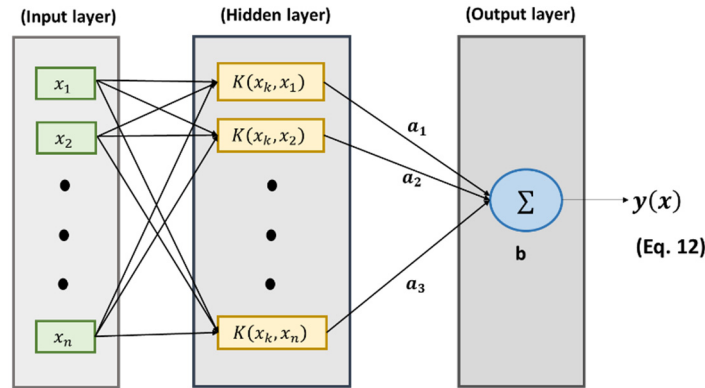 (Input layer)
(Hidden layer)
(Output layer)
x₁
x₂
xₙ
K(xₖ, x₁)
K(xₖ, x₂)
K(xₖ, xₙ)
a₁
a₂
a₃
Σ
b
y(x)
(Eq. 12)